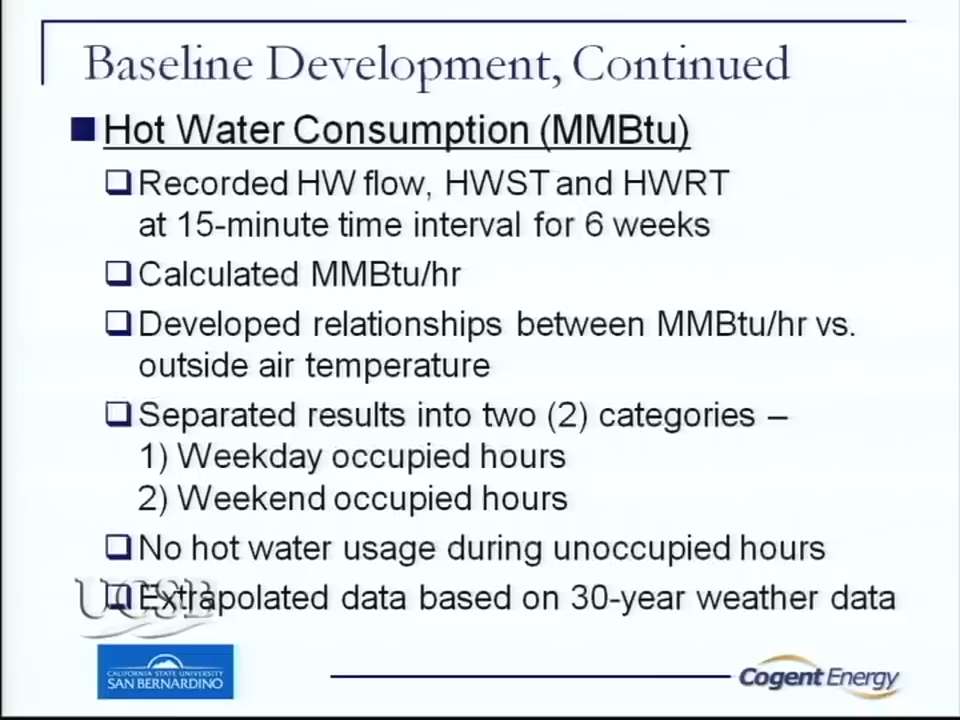 Baseline Development, Continued
Hot Water Consumption (MMBtu)
Recorded HW flow, HWST and HWRT
at 15-minute time interval for 6 weeks
Calculated MMBtu/hr
Developed relationships between MMBtu/hr vs.
outside air temperature
Separated results into two (2) categories –
1) Weekday occupied hours
2) Weekend occupied hours
No hot water usage during unoccupied hours
Extrapolated data based on 30-year weather data
UCSB
CALIFORNIA STATE UNIVERSITY
SAN BERNARDINO
Cogent Energy